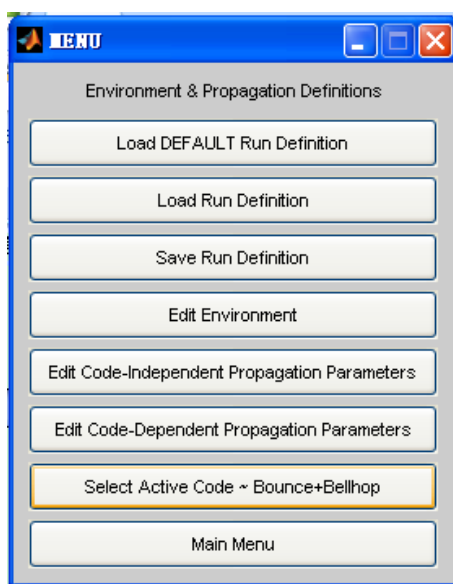 MENU
Environment & Propagation Definitions
Load DEFAULT Run Definition
Load Run Definition
Save Run Definition
Edit Environment
Edit Code-Independent Propagation Parameters
Edit Code-Dependent Propagation Parameters
Select Active Code ~ Bounce+Bellhop
Main Menu